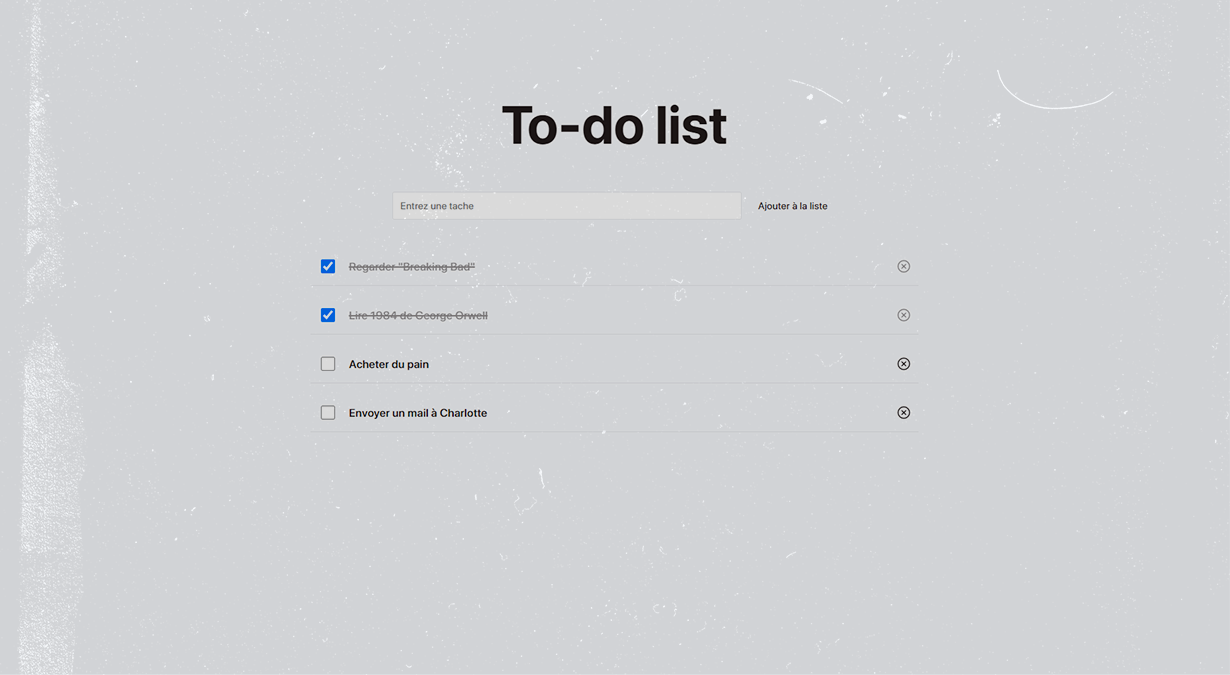 To-do list
Entrez une tache
Ajouter à la liste
Regarder "Breaking Bad"
Lire 1984 de George Orwell
Acheter du pain
Envoyer un mail à Charlotte